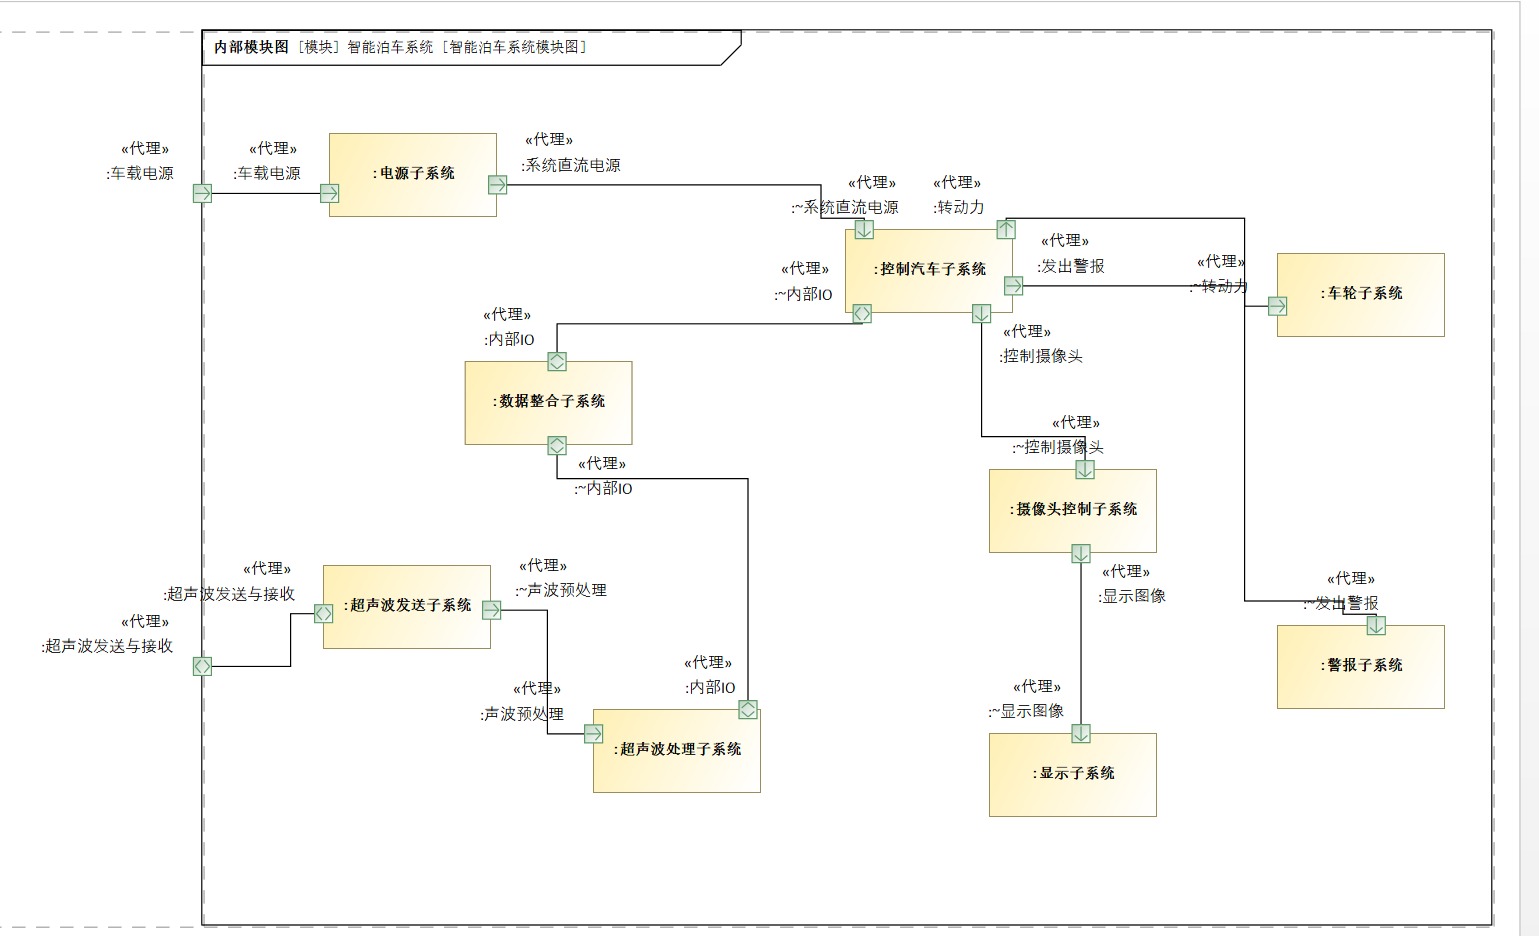 内部模块图 [模块] 智能泊车系统 [智能泊车系统模块图]
«代理»
:车载电源
«代理»
:车载电源
:电源子系统
«代理»
:系统直流电源
«代理»
:~系统直流电源
«代理»
:转动力
:控制汽车子系统
«代理»
:发出警报
«代理»
:~转动力
:车轮子系统
«代理»
:~内部IO
«代理»
:内部IO
«代理»
:控制摄像头
:数据整合子系统
«代理»
:~内部IO
«代理»
:~控制摄像头
:摄像头控制子系统
«代理»
:显示图像
«代理»
:超声波发送与接收
«代理»
:超声波发送与接收
:超声波发送子系统
«代理»
:~声波预处理
«代理»
:声波预处理
«代理»
:内部IO
:超声波处理子系统
«代理»
:~发出警报
:警报子系统
«代理»
:~显示图像
:显示子系统